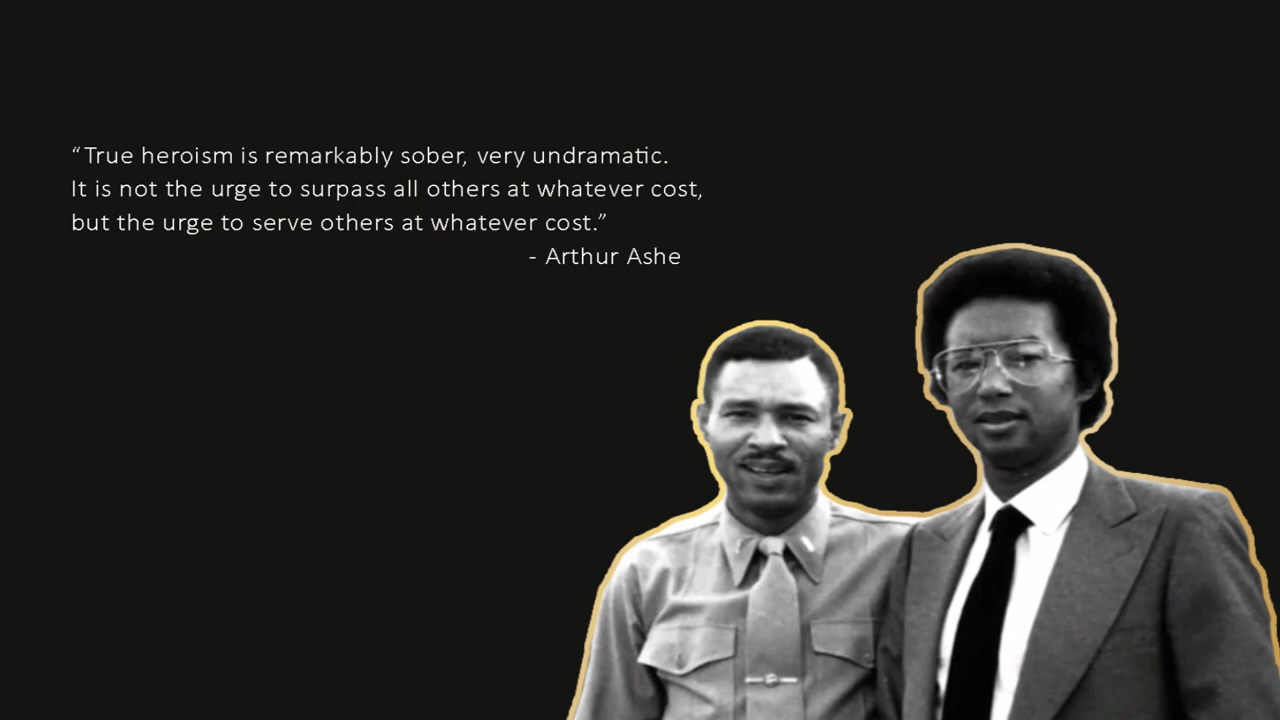 “True heroism is remarkably sober, very undramatic.
It is not the urge to surpass all others at whatever cost,
but the urge to serve others at whatever cost.”
- Arthur Ashe